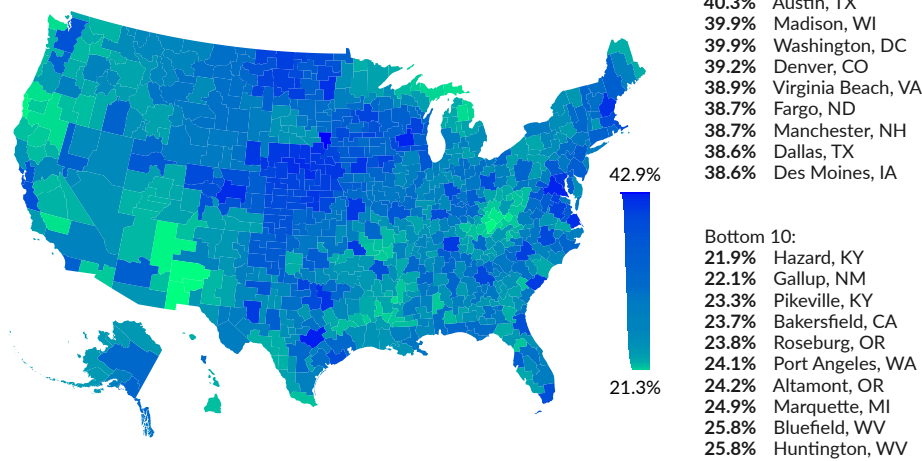 40.3% Austin, TX
39.9% Madison, WI
39.9% Washington, DC
39.2% Denver, CO
38.9% Virginia Beach, VA
38.7% Fargo, ND
38.7% Manchester, NH
38.6% Dallas, TX
38.6% Des Moines, IA
42.9%
21.3%
Bottom 10:
21.9% Hazard, KY
22.1% Gallup, NM
23.3% Pikeville, KY
23.7% Bakersfield, CA
23.8% Roseburg, OR
24.1% Port Angeles, WA
24.2% Altamont, OR
24.9% Marquette, MI
25.8% Bluefield, WV
25.8% Huntington, WV